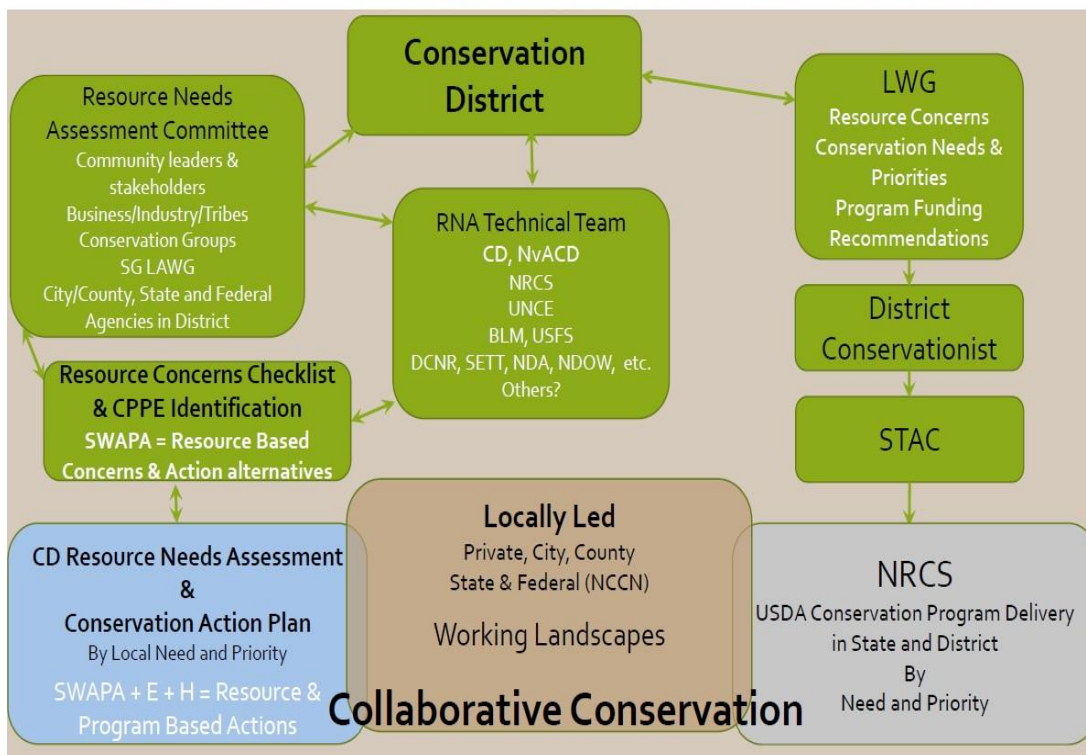 Conservation
District
Resource Needs
Assessment Committee
Community leaders &
stakeholders
Business/Industry/Tribes
Conservation Groups
SG LAWG
City/County, State and Federal
Agencies in District
RNA Technical Team
CD, NvACD
NRCS
UNCE
BLM, USFS
DCNR, SETT, NDA, NDOW, etc.
Others?
LWG
Resource Concerns
Conservation Needs &
Priorities
Program Funding
Recommendations
District
Conservationist
STAC
Resource Concerns Checklist
& CPPE Identification
SWAPA = Resource Based
Concerns & Action alternatives
CD Resource Needs Assessment
&
Conservation Action Plan
By Local Need and Priority
SWAPA + E + H = Resource &
Program Based Actions
Locally Led
Private, City, County
State & Federal (NCCN)
Working Landscapes
NRCS
USDA Conservation Program Delivery
in State and District
By
Need and Priority
Collaborative Conservation